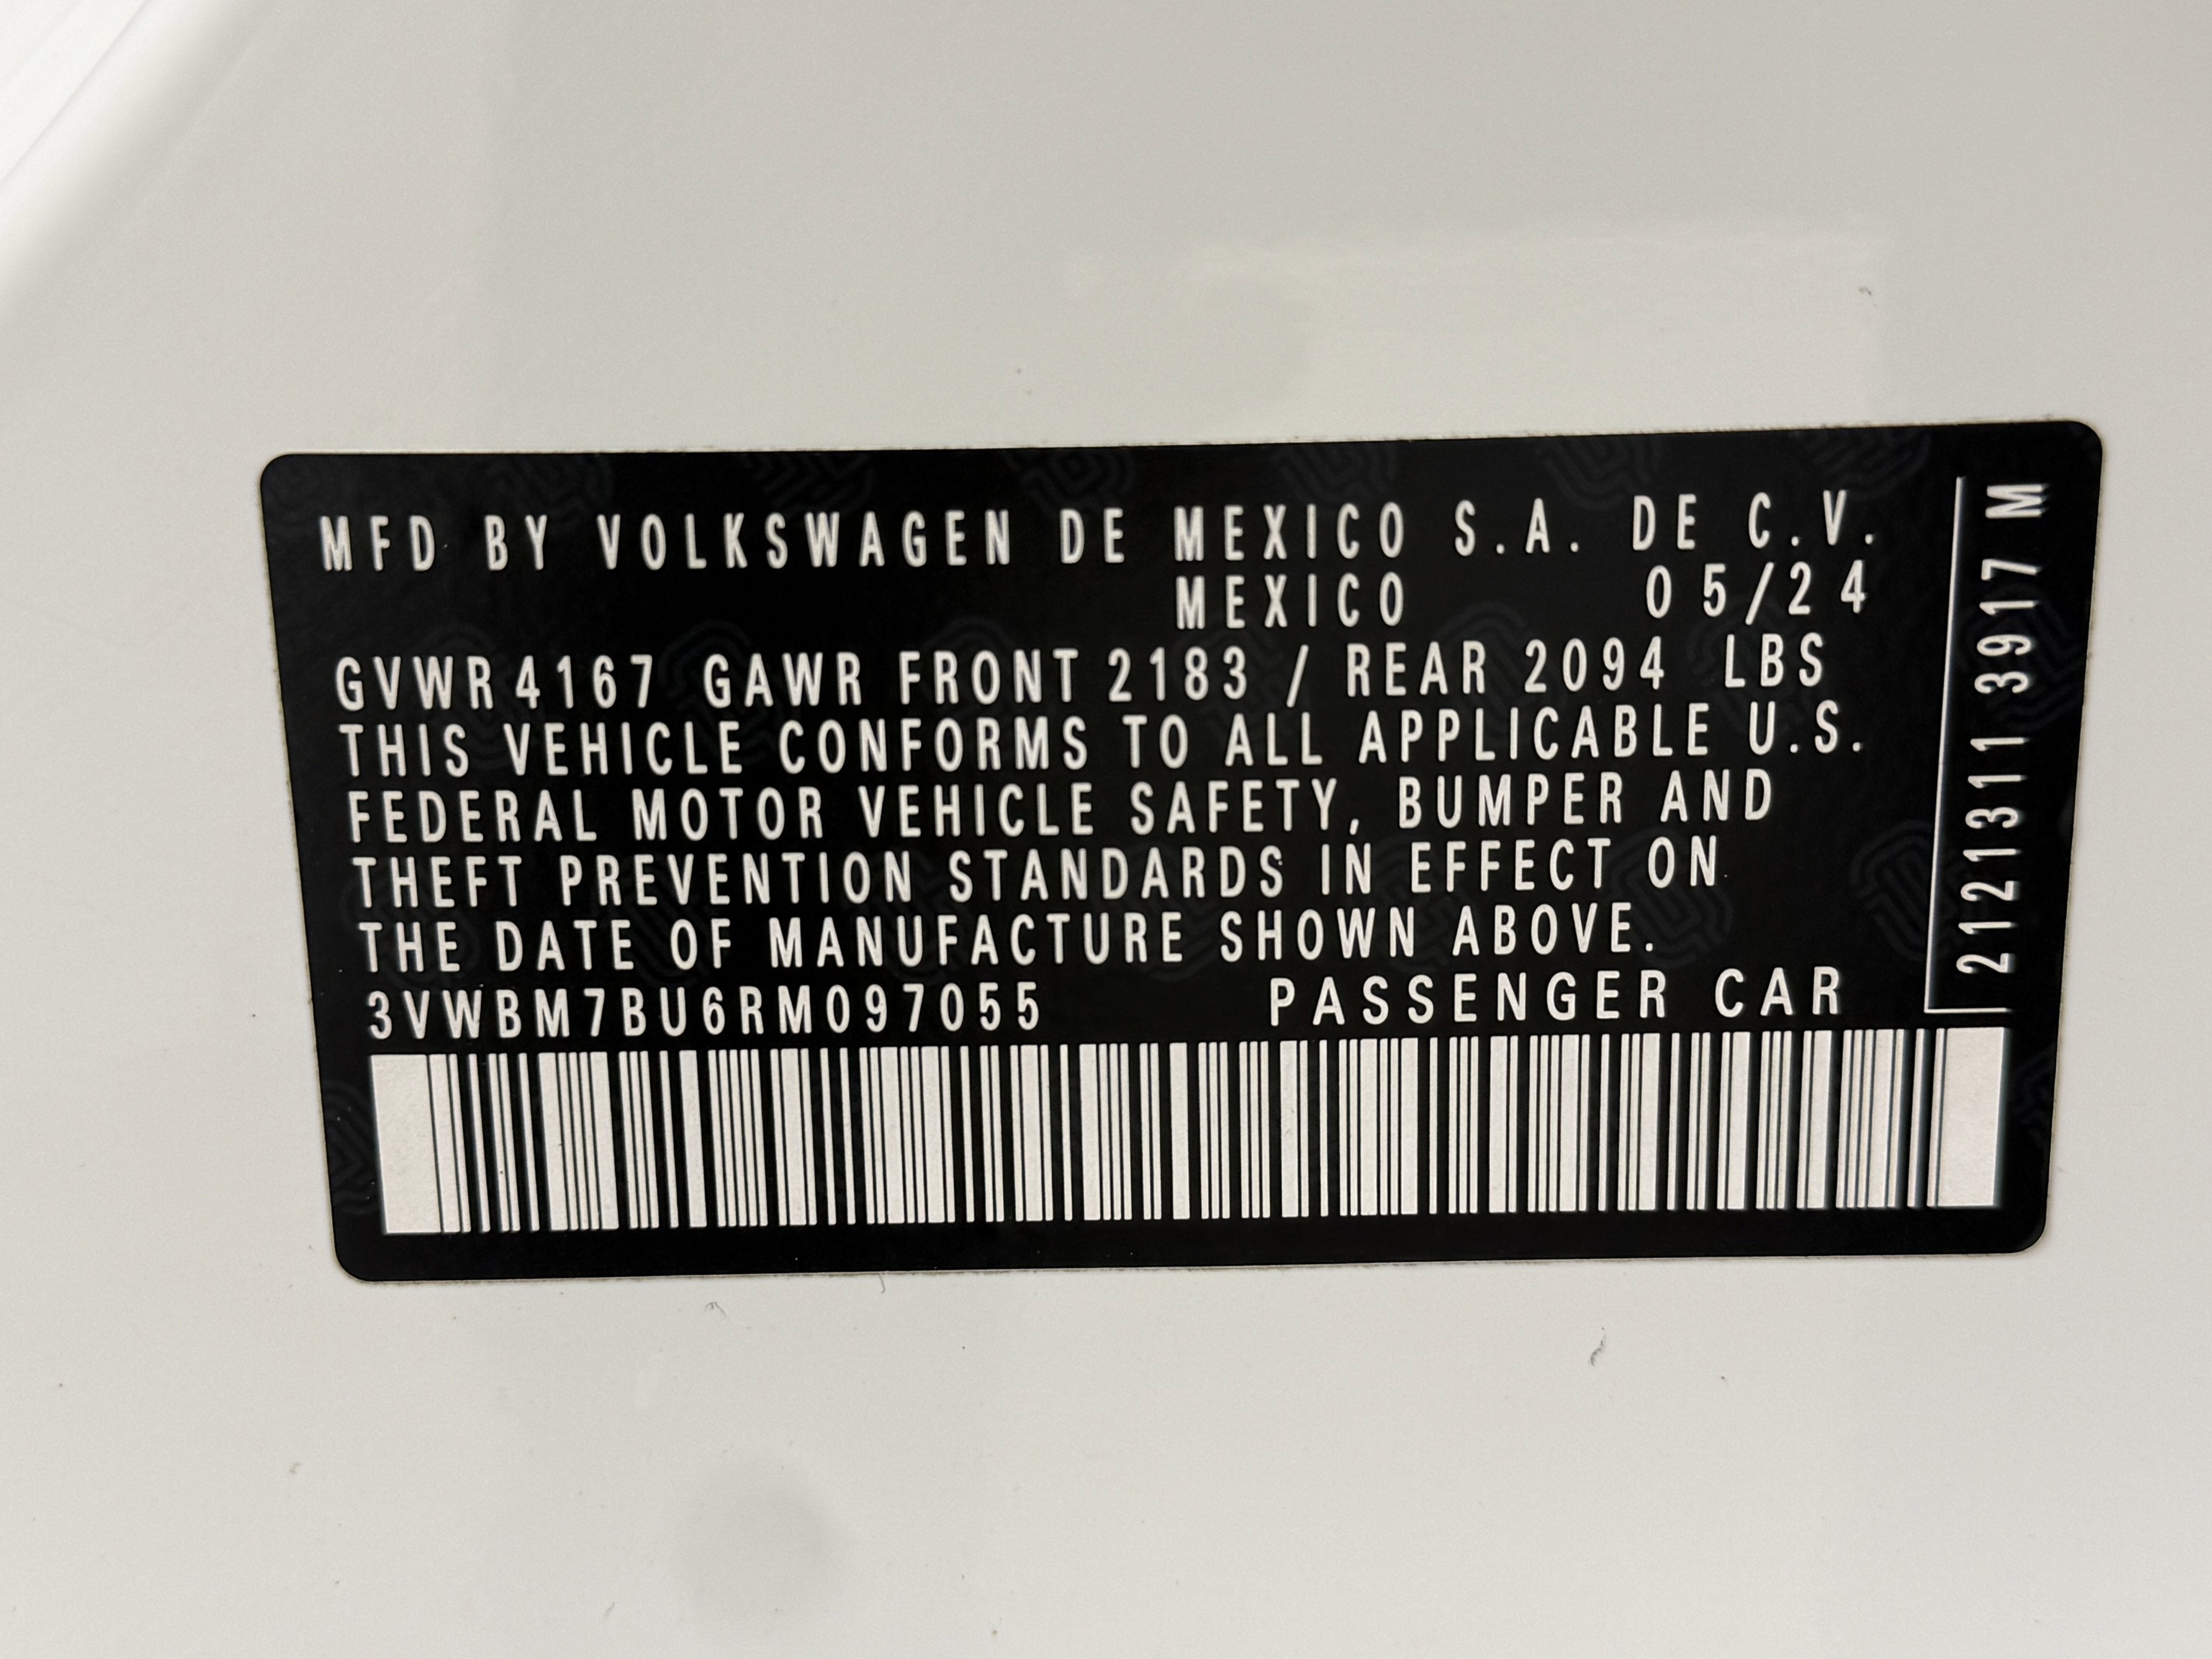 MFD BY VOLKSWAGEN DE MEXICO S.A. DE C.V.
MEXICO 05/24
GVWR 4167 GAWR FRONT 2183 / REAR 2094 LBS
THIS VEHICLE CONFORMS TO ALL APPLICABLE U.S.
FEDERAL MOTOR VEHICLE SAFETY, BUMPER AND
THEFT PREVENTION STANDARDS IN EFFECT ON
THE DATE OF MANUFACTURE SHOWN ABOVE.
3VWBM7BU6RM097055 PASSENGER CAR
2121311 3917 M